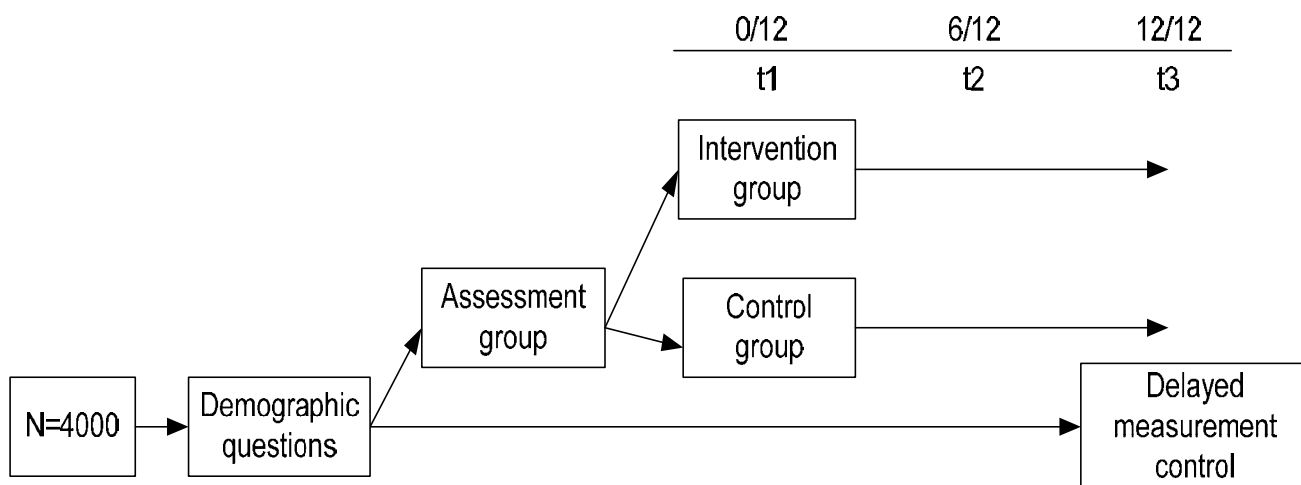 0/12 6/12 12/12
t1 t2 t3
Intervention
group
Assessment
group
Control
group
N=4000
Demographic
questions
Delayed
measurement
control